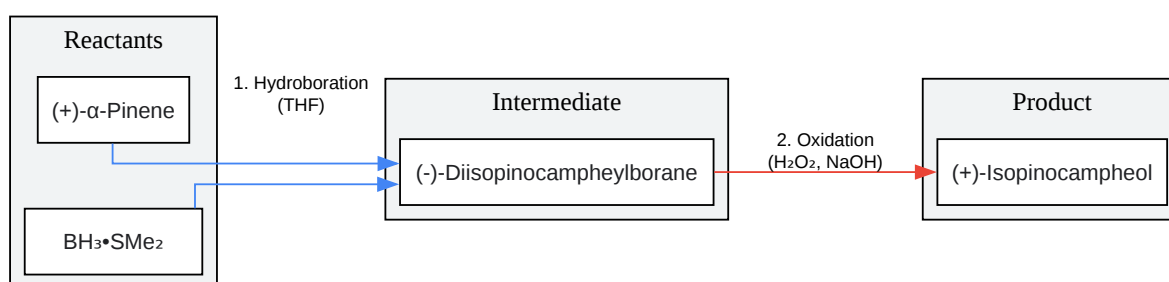 Reactants
(+)-α-Pinene
BH₃•SMe₂
1. Hydroboration
(THF)
Intermediate
(-)-Diisopinocampheylborane
2. Oxidation
(H₂O₂, NaOH)
Product
(+)-Isopinocampheol